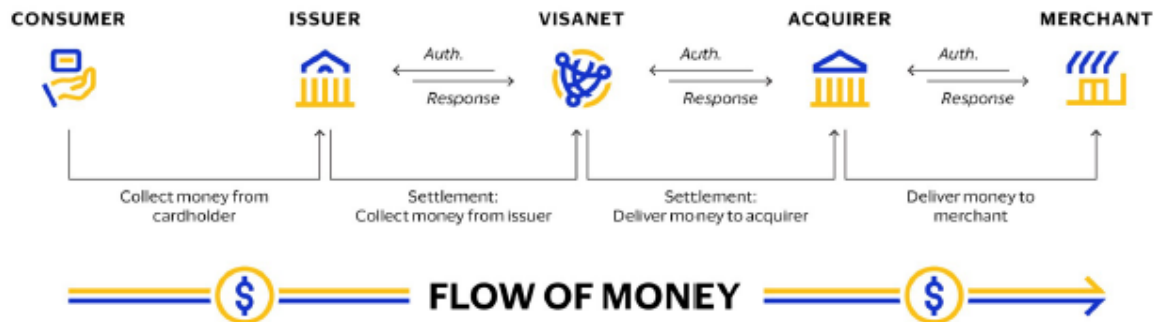 CONSUMER
ISSUER
VISANET
ACQUIRER
MERCHANT
Auth.
Response
Auth.
Response
Auth.
Response
Collect money from
cardholder
Settlement:
Collect money from issuer
Settlement:
Deliver money to acquirer
Deliver money to
merchant
$
FLOW OF MONEY
$